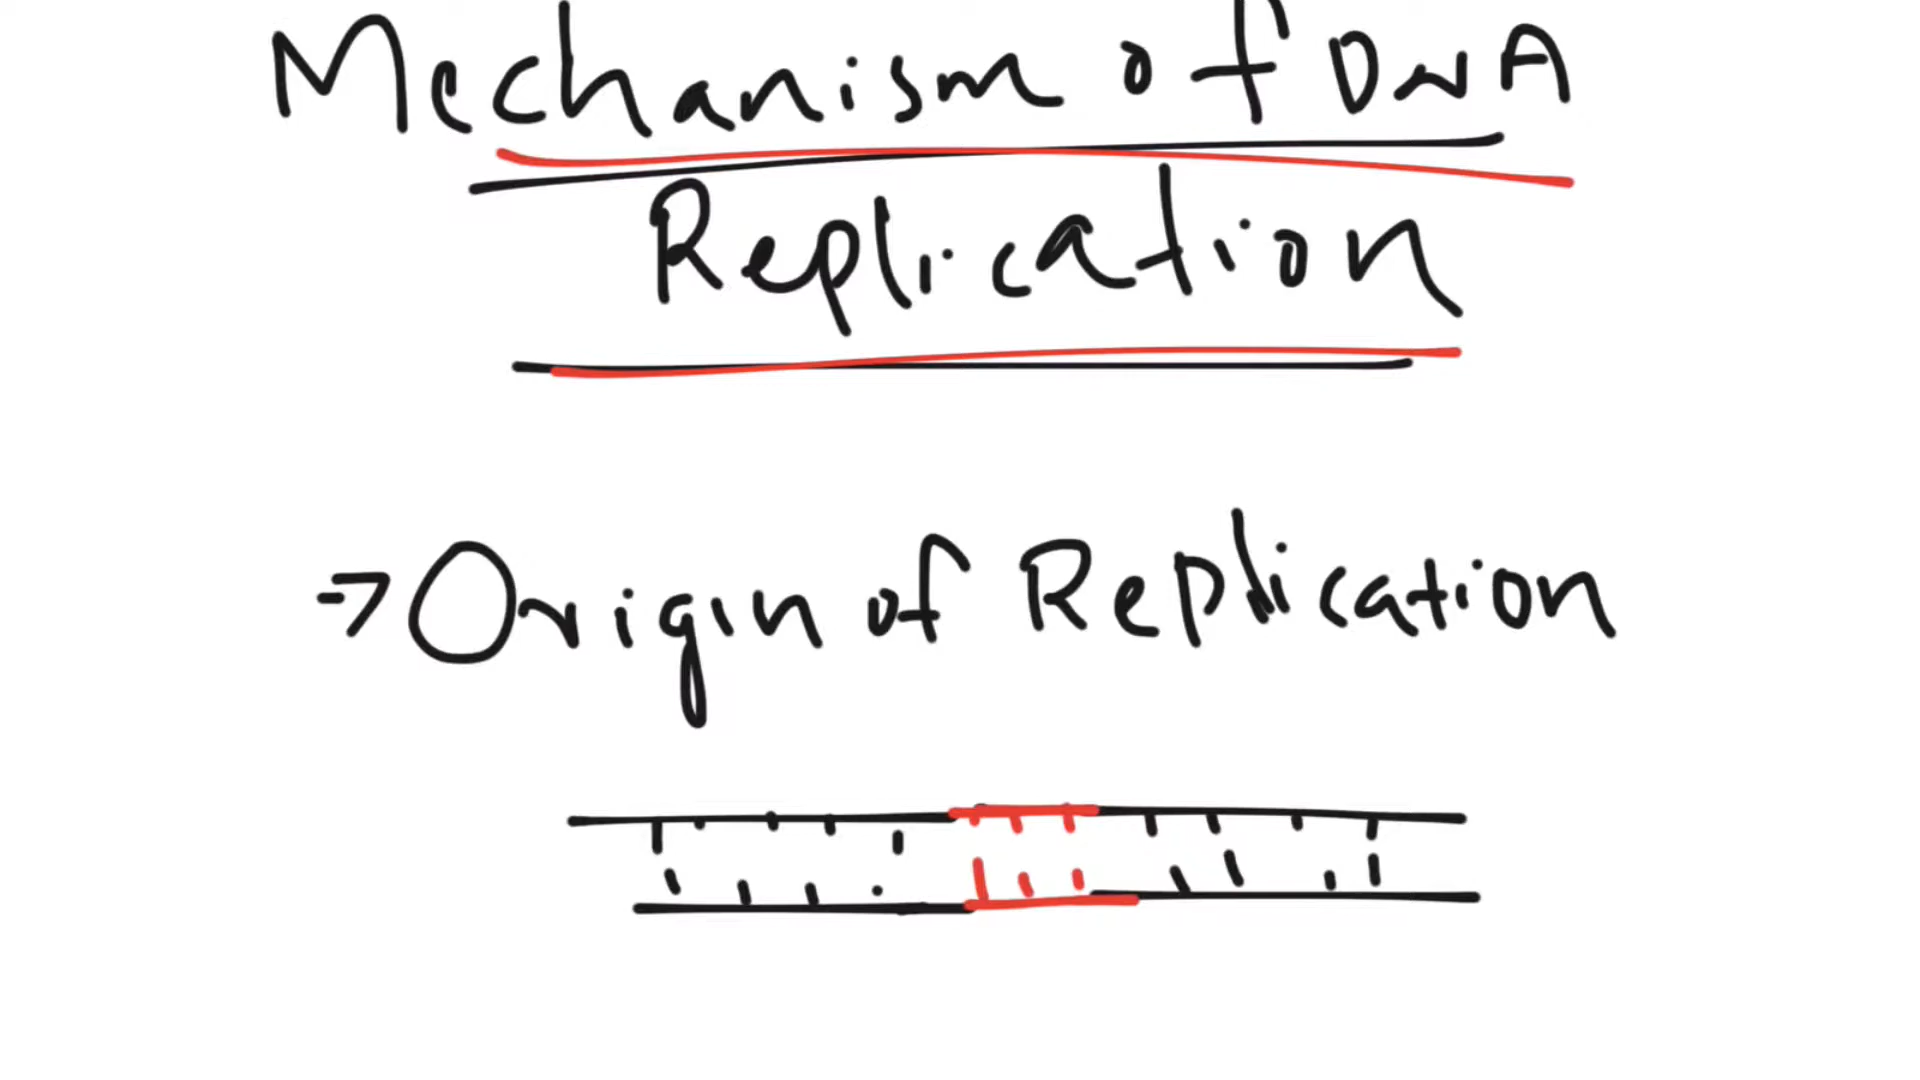 Mechanism of DNA
Replication
→ Origin of Replication